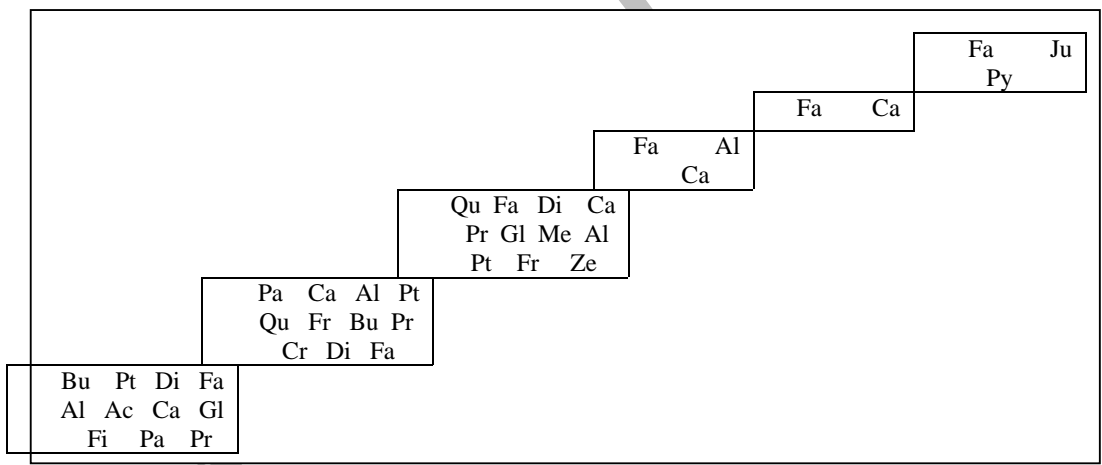 Fa Ju
Py
Fa Ca
Fa Al
Ca
Qu Fa Di Ca
Pr Gl Me Al
Pt Fr Ze
Pa Ca Al Pt
Qu Fr Bu Pr
Cr Di Fa
Bu Pt Di Fa
Al Ac Ca Gl
Fi Pa Pr